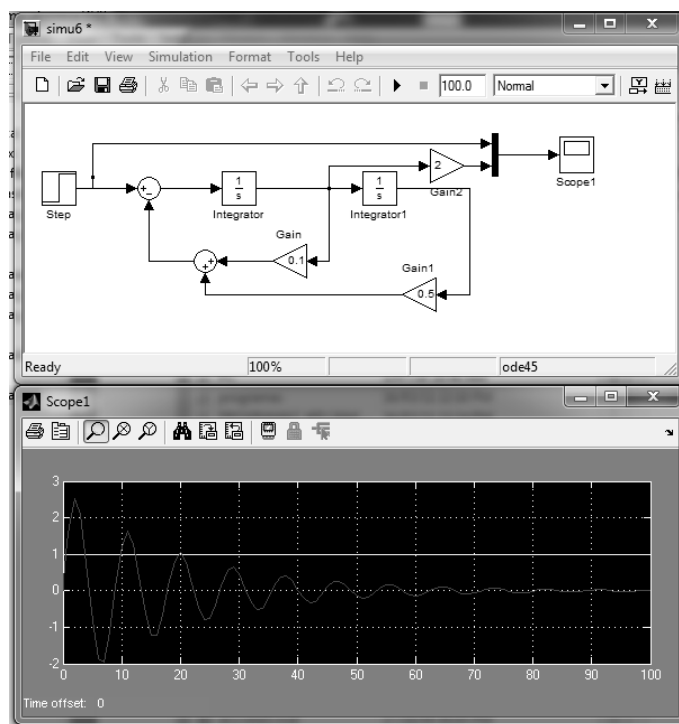 simu6 *
File Edit View Simulation Format Tools Help
100.0 Normal
2
Gain2
Scope1
Step
+
-
1
s
Integrator
1
s
Integrator1
Gain
0.1
+
+
Gain1
0.5
Ready 100% ode45
Scope1
3
2
1
0
-1
-2
0 10 20 30 40 50 60 70 80 90 100
Time offset: 0